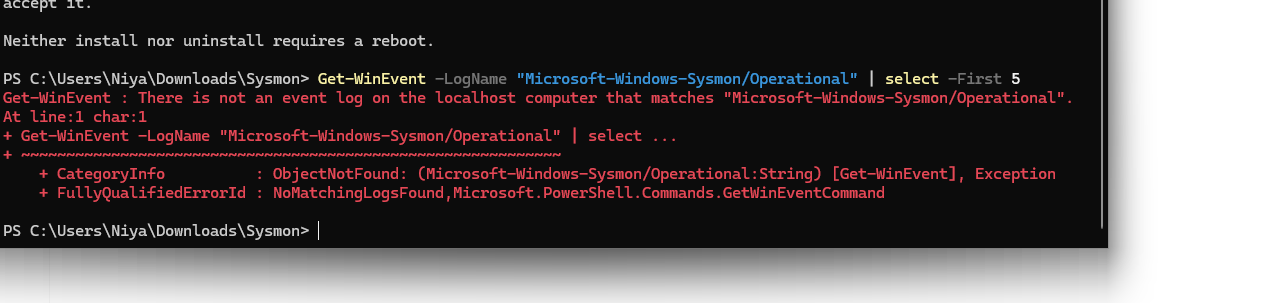 accept it.
Neither install nor uninstall requires a reboot.
PS C:\Users\Niya\Downloads\Sysmon> Get-WinEvent -LogName "Microsoft-Windows-Sysmon/Operational" | select -First 5
Get-WinEvent : There is not an event log on the localhost computer that matches "Microsoft-Windows-Sysmon/Operational".
At line:1 char:1
+ Get-WinEvent -LogName "Microsoft-Windows-Sysmon/Operational" | select ...
+ ~~~~~~~~~~~~~~~~~~~~~~~~~~~~~~~~~~~~~~~~~~~~~~~~~~~~~~~~~~~~
    + CategoryInfo          : ObjectNotFound: (Microsoft-Windows-Sysmon/Operational:String) [Get-WinEvent], Exception
    + FullyQualifiedErrorId : NoMatchingLogsFound,Microsoft.PowerShell.Commands.GetWinEventCommand
PS C:\Users\Niya\Downloads\Sysmon>